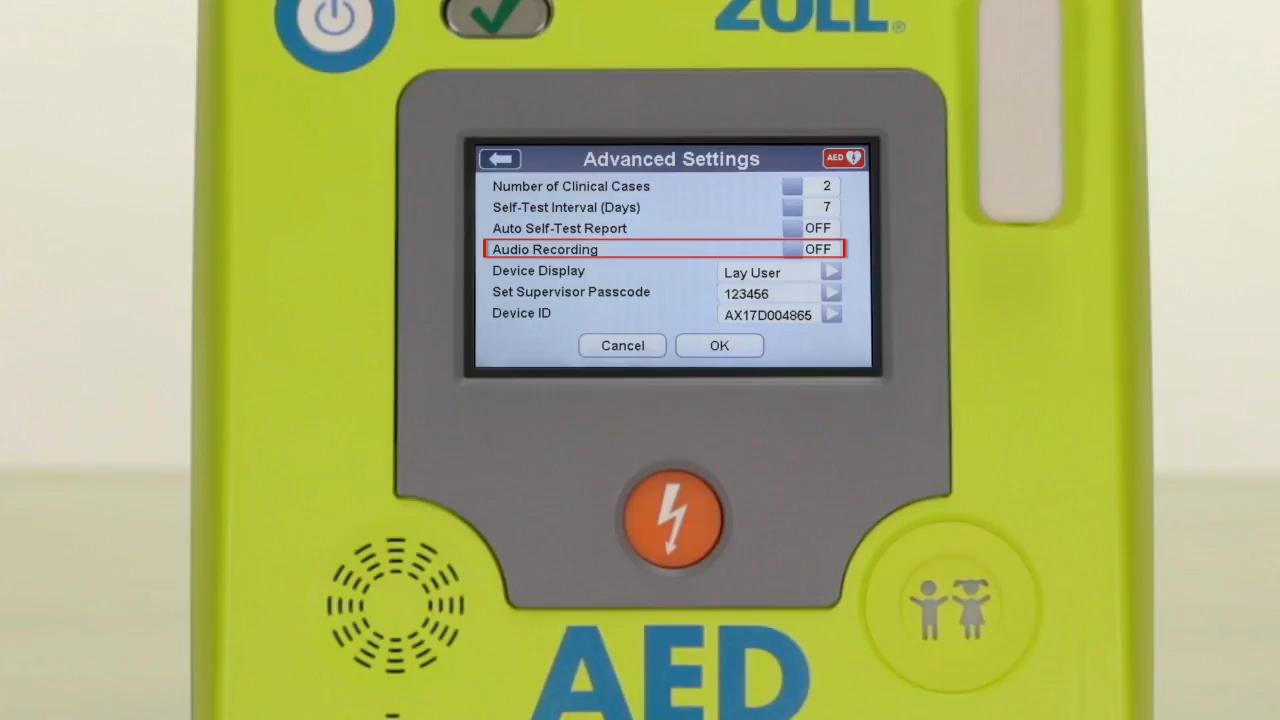 ZOLL®
Advanced Settings
AED
Number of Clinical Cases 2
Self-Test Interval (Days) 7
Auto Self-Test Report OFF
Audio Recording OFF
Device Display Lay User
Set Supervisor Passcode 123456
Device ID AX17D004865
Cancel OK
AED